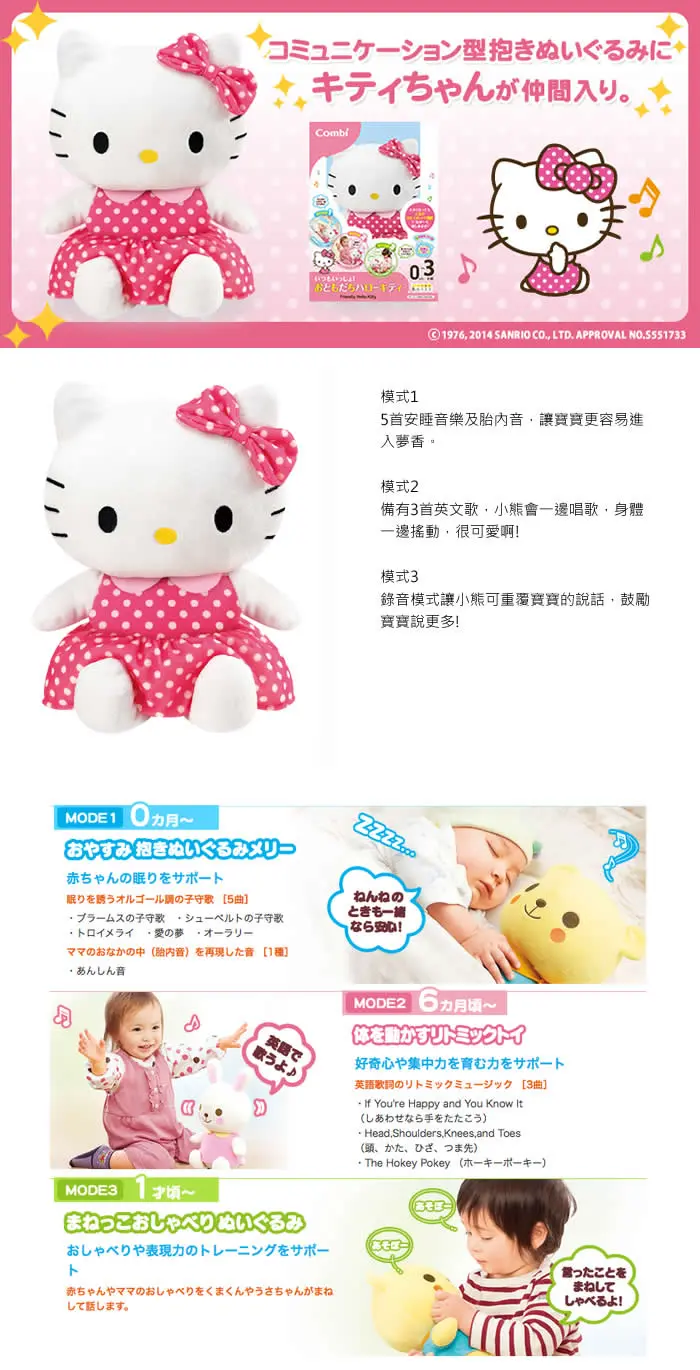 コミュニケーション型抱きぬいぐるみに
キティちゃんが仲間入り。
Combi
0-3
いつもいっしょ!
おともだちハローキティ
Friendly Hello Kitty
© 1976, 2014 SANRIO CO., LTD. APPROVAL NO.S551733
模式1
5首安睡音樂及胎內音，讓寶寶更容易進
入夢香。
模式2
備有3首英文歌，小熊會一邊唱歌，身體
一邊搖動，很可愛啊!
模式3
錄音模式讓小熊可重覆寶寶的說話，鼓勵
寶寶說更多!
MODE1 0カ月～
おやすみ 抱きぬいぐるみメリー
赤ちゃんの眠りをサポート
眠りを誘うオルゴール調の子守歌 ［5曲］
・ブラームスの子守歌 ・シューベルトの子守歌
・トロイメライ ・愛の夢 ・オーラリー
ママのおなかの中（胎内音）を再現した音 ［1種］
・あんしん音
ZZZZ...
ねんねの
ときも一緒
なら安心!
英語で
歌うよ♪
MODE2 6カ月頃～
体を動かすリトミックトイ
好奇心や集中力を育む力をサポート
英語歌詞のリトミックミュージック ［3曲］
・If You're Happy and You Know It
（しあわせなら手をたたこう）
・Head,Shoulders,Knees,and Toes
（頭、かた、ひざ、つま先）
・The Hokey Pokey （ホーキーポーキー）
MODE3 1才頃～
まねっこおしゃべりぬいぐるみ
おしゃべりや表現力のトレーニングをサポー
ト
赤ちゃんやママのおしゃべりをくまくんやうさちゃんがまね
して話します。
あそぼー
あそぼー
言ったことを
まねして
しゃべるよ!